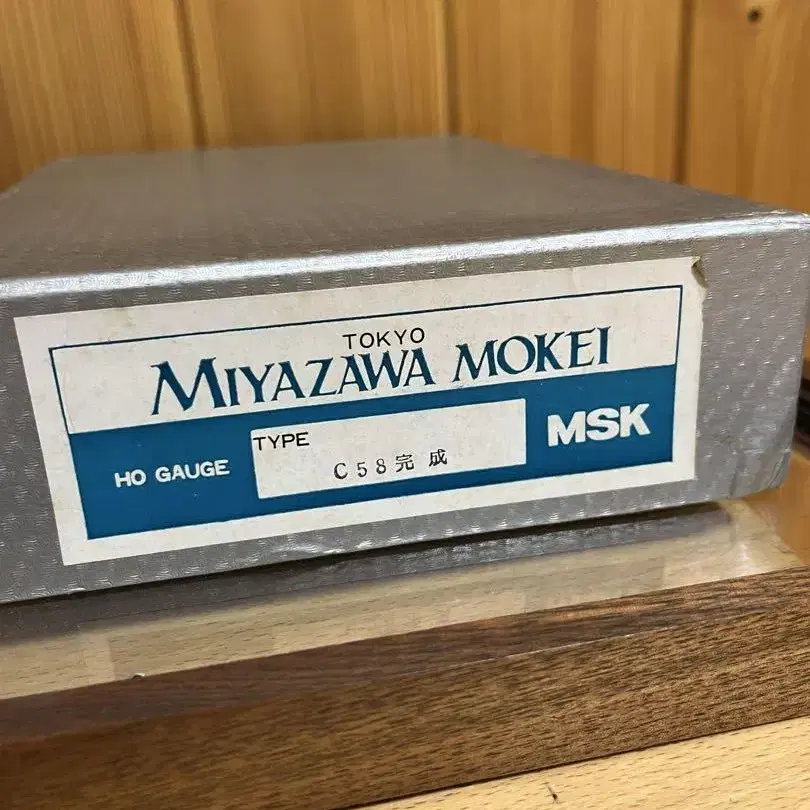 TOKYO
MIYAZAWA MOKEI
HO GAUGE
TYPE
C58完成
MSK